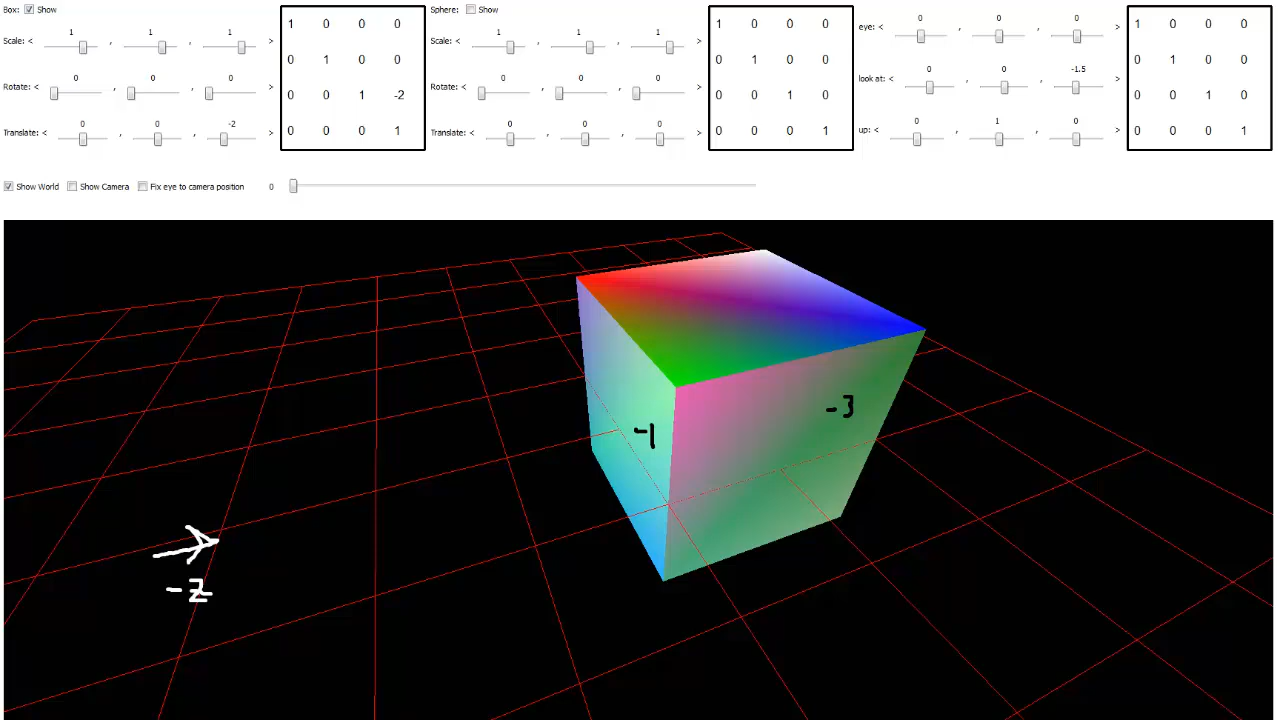 Box: Show
Scale: < 1 , 1 , 1 >
Rotate: < 0 , 0 , 0 >
Translate: < 0 , 0 , -2 >
1 0 0 0
0 1 0 0
0 0 1 -2
0 0 0 1
Sphere: Show
Scale: < 1 , 1 , 1 >
Rotate: < 0 , 0 , 0 >
Translate: < 0 , 0 , 0 >
1 0 0 0
0 1 0 0
0 0 1 0
0 0 0 1
eye: < 0 , 0 , 0 >
look at: < 0 , 0 , -1.5 >
up: < 0 , 1 , 0 >
1 0 0 0
0 1 0 0
0 0 1 0
0 0 0 1
Show World Show Camera Fix eye to camera position 0
-3
-1
-z